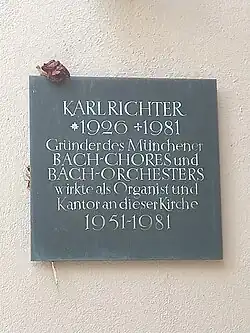 KARL RICHTER
*1926 ✝1981
Gründer des Münchener
BACH-CHORES und
BACH-ORCHESTERS
wirkte als Organist und
Kantor an dieser Kirche
1951-1981